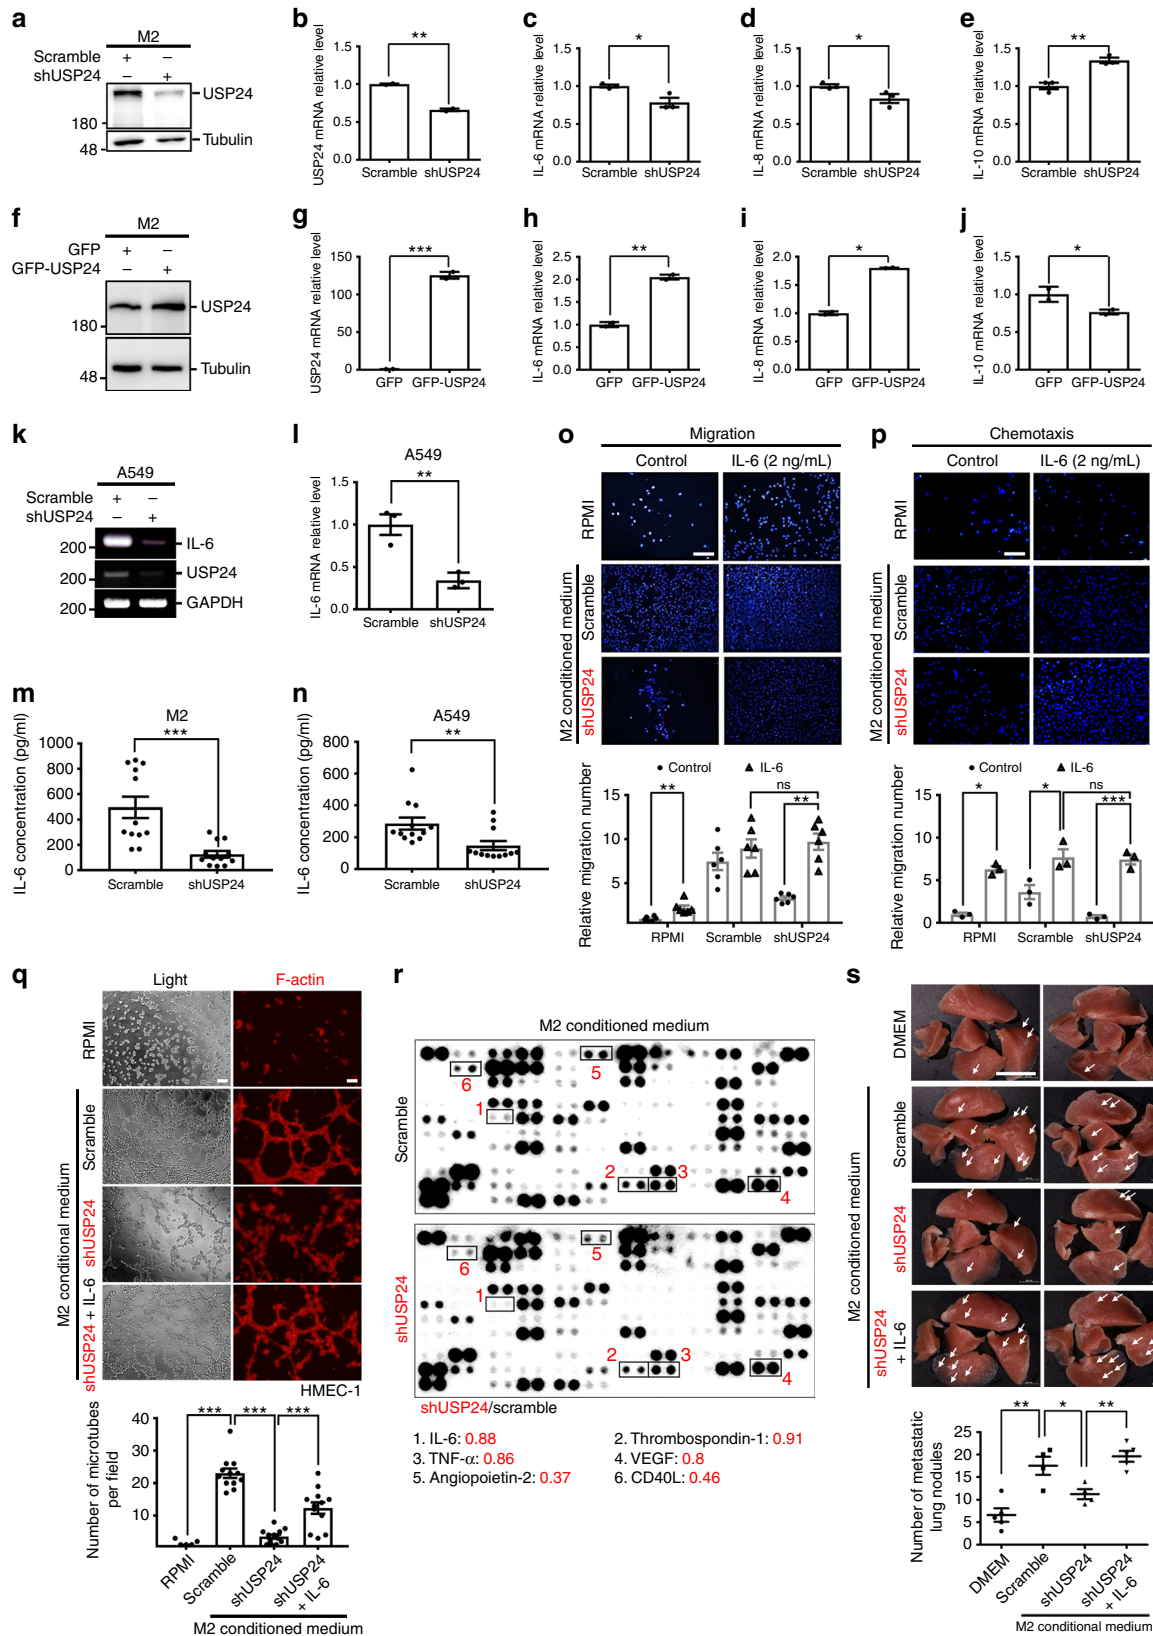 a
M2
Scramble + −
shUSP24 − +
USP24
180
Tubulin
48
b
USP24 mRNA relative level
1.5
1.0
0.5
0.0
**
Scramble shUSP24
c
IL-6 mRNA relative level
1.5
1.0
0.5
0.0
*
Scramble shUSP24
d
IL-8 mRNA relative level
1.5
1.0
0.5
0.0
*
Scramble shUSP24
e
IL-10 mRNA relative level
1.5
1.0
0.5
0.0
**
Scramble shUSP24
f
M2
GFP + −
GFP-USP24 − +
USP24
180
Tubulin
48
g
USP24 mRNA relative level
150
100
50
0
***
GFP GFP-USP24
h
IL-6 mRNA relative level
2.5
2.0
1.5
1.0
0.5
0.0
**
GFP GFP-USP24
i
IL-8 mRNA relative level
2.0
1.5
1.0
0.5
0.0
*
GFP GFP-USP24
j
IL-10 mRNA relative level
1.5
1.0
0.5
0.0
*
GFP GFP-USP24
k
A549
Scramble + −
shUSP24 − +
200 IL-6
200 USP24
200 GAPDH
l
A549
IL-6 mRNA relative level
1.5
1.0
0.5
0.0
**
Scramble shUSP24
m
M2
IL-6 concentration (pg/ml)
1000
800
600
400
200
0
***
Scramble shUSP24
n
A549
IL-6 concentration (pg/ml)
800
600
400
200
0
**
Scramble shUSP24
o
Migration
Control IL-6 (2 ng/mL)
RPMI
Scramble
shUSP24
M2 conditioned medium
Control IL-6
Relative migration number
15
10
5
**
ns
**
RPMI Scramble shUSP24
p
Chemotaxis
Control IL-6 (2 ng/mL)
RPMI
Scramble
shUSP24
M2 conditioned medium
Control IL-6
Relative migration number
15
10
5
0
*
*
ns
***
RPMI Scramble shUSP24
q
Light F-actin
RPMI
Scramble
shUSP24
shUSP24 + IL-6
M2 conditional medium
HMEC-1
Number of microtubes
per field
40
30
20
10
*** *** ***
RPMI Scramble shUSP24 shUSP24 + IL-6
M2 conditioned medium
r
M2 conditioned medium
Scramble
6
5
1
2 3
4
shUSP24
6
5
1
2 3
4
shUSP24/scramble
1. IL-6: 0.88 2. Thrombospondin-1: 0.91
3. TNF-α: 0.86 4. VEGF: 0.8
5. Angiopoietin-2: 0.37 6. CD40L: 0.46
s
DMEM
Scramble
shUSP24
shUSP24
+ IL-6
M2 conditioned medium
Number of metastatic
lung nodules
25
20
15
10
5
0
** * **
DMEM Scramble shUSP24 shUSP24 + IL-6
M2 conditional medium